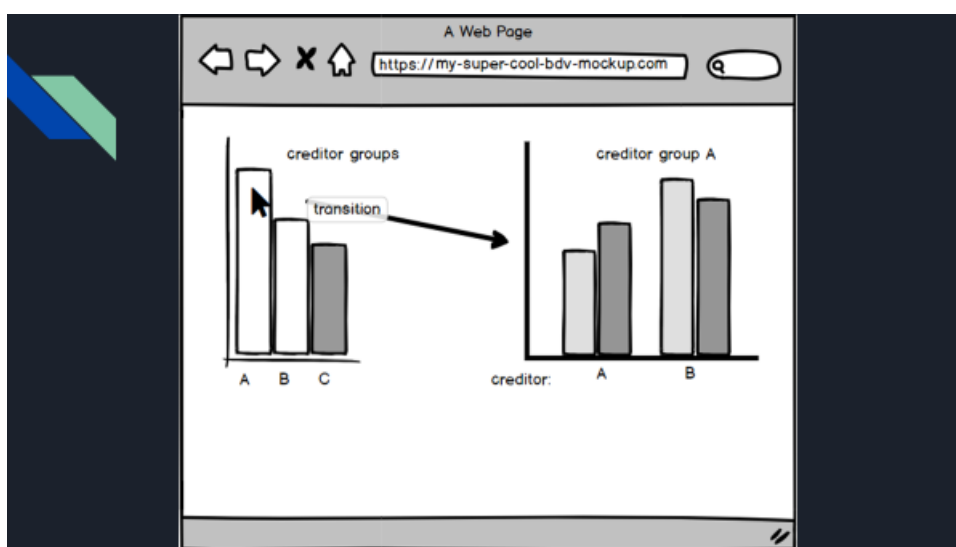 A Web Page
https://my-super-cool-bdv-mockup.com
creditor groups
transition
A B C
creditor group A
creditor: A B